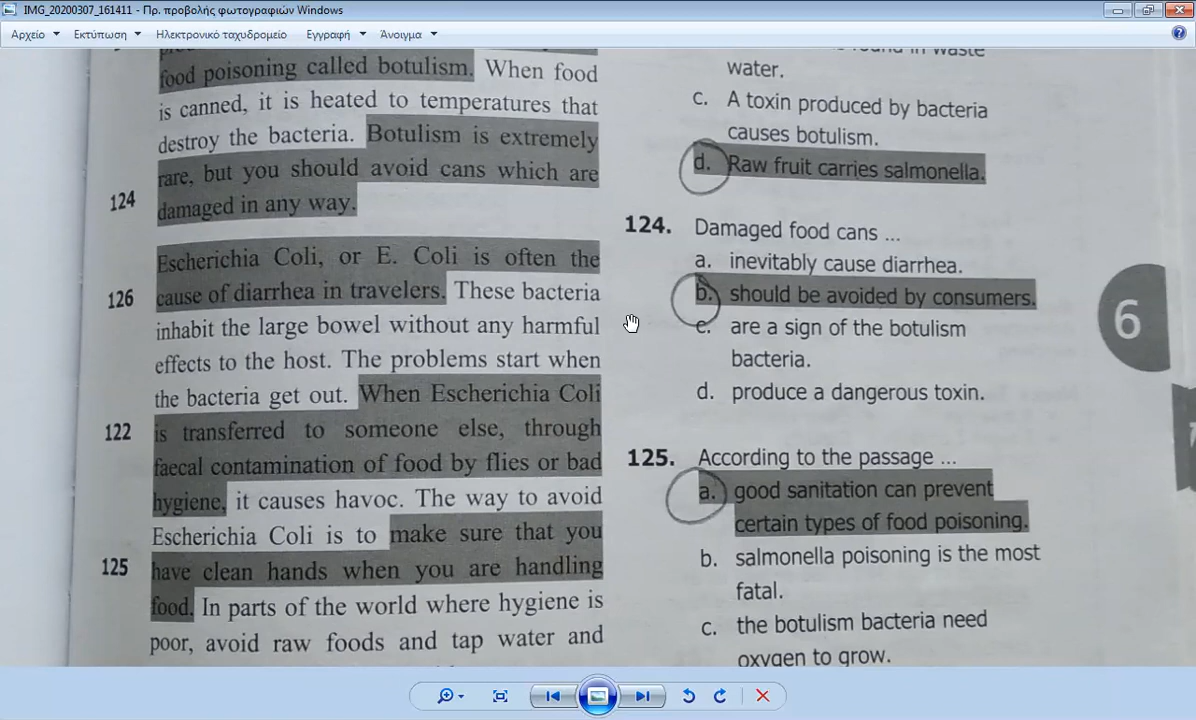 IMG_20200307_161411 - Πρ. προβολής φωτογραφιών Windows
Αρχείο Εκτύπωση Ηλεκτρονικό ταχυδρομείο Εγγραφή Άνοιγμα
food poisoning called botulism. When food
is canned, it is heated to temperatures that
destroy the bacteria. Botulism is extremely
rare, but you should avoid cans which are
124 damaged in any way.
Escherichia Coli, or E. Coli is often the
126 cause of diarrhea in travelers. These bacteria
inhabit the large bowel without any harmful
effects to the host. The problems start when
the bacteria get out. When Escherichia Coli
122 is transferred to someone else, through
faecal contamination of food by flies or bad
hygiene, it causes havoc. The way to avoid
Escherichia Coli is to make sure that you
125 have clean hands when you are handling
food. In parts of the world where hygiene is
poor, avoid raw foods and tap water and
found in waste
water.
c. A toxin produced by bacteria
causes botulism.
d. Raw fruit carries salmonella.
124. Damaged food cans ...
a. inevitably cause diarrhea.
b. should be avoided by consumers.
c. are a sign of the botulism
bacteria.
d. produce a dangerous toxin.
125. According to the passage ...
a. good sanitation can prevent
certain types of food poisoning.
b. salmonella poisoning is the most
fatal.
c. the botulism bacteria need
oxygen to grow.
6